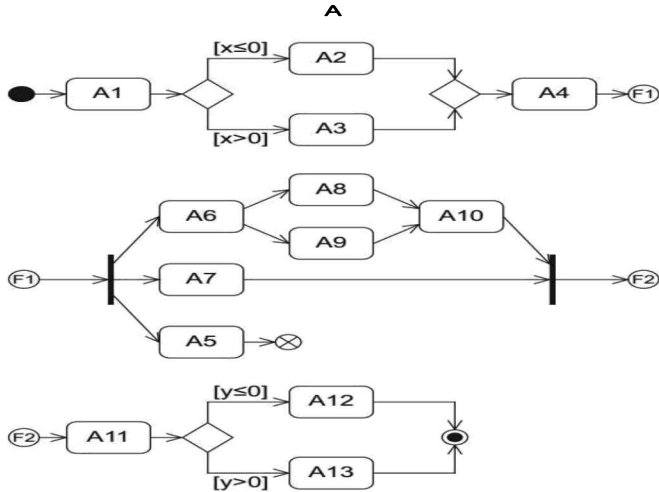 A
[x≤0]
A2
A1
A4
F1
[x>0]
A3
A8
A6
A10
A9
F1
A7
F2
A5
[y≤0]
A12
F2
A11
[y>0]
A13